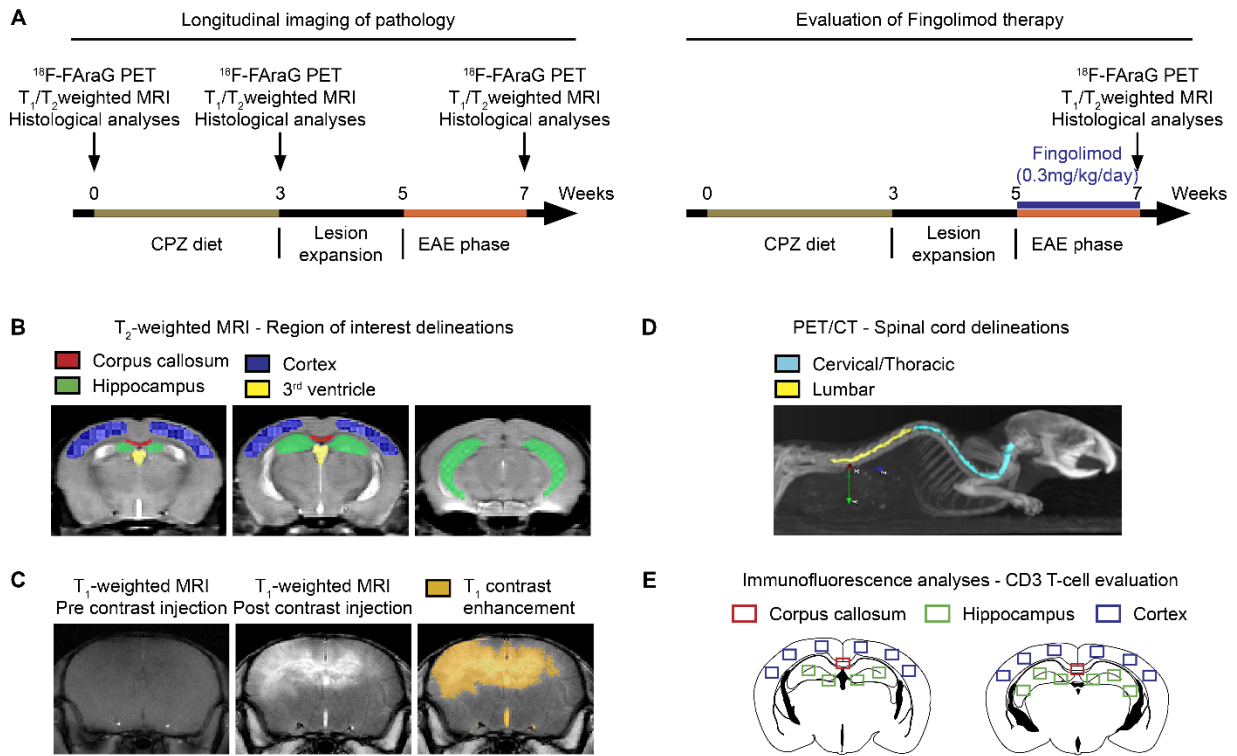 A
Longitudinal imaging of pathology
¹⁸F-FAraG PET
T₁/T₂weighted MRI
Histological analyses
¹⁸F-FAraG PET
T₁/T₂weighted MRI
Histological analyses
¹⁸F-FAraG PET
T₁/T₂weighted MRI
Histological analyses
0
3
5
7
Weeks
CPZ diet
Lesion
expansion
EAE phase
Evaluation of Fingolimod therapy
¹⁸F-FAraG PET
T₁/T₂weighted MRI
Histological analyses
Fingolimod
(0.3mg/kg/day)
0
3
5
7
Weeks
CPZ diet
Lesion
expansion
EAE phase
B
T₂-weighted MRI - Region of interest delineations
Corpus callosum
Cortex
Hippocampus
3ʳᵈ ventricle
D
PET/CT - Spinal cord delineations
Cervical/Thoracic
Lumbar
C
T₁-weighted MRI
Pre contrast injection
T₁-weighted MRI
Post contrast injection
T₁ contrast
enhancement
E
Immunofluorescence analyses - CD3 T-cell evaluation
Corpus callosum
Hippocampus
Cortex